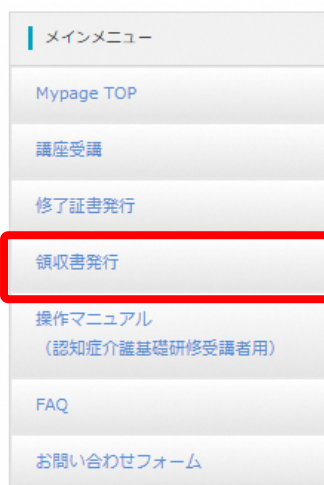 メインメニュー
Mypage TOP
講座受講
修了証書発行
領収書発行
操作マニュアル
（認知症介護基礎研修受講者用）
FAQ
お問い合わせフォーム